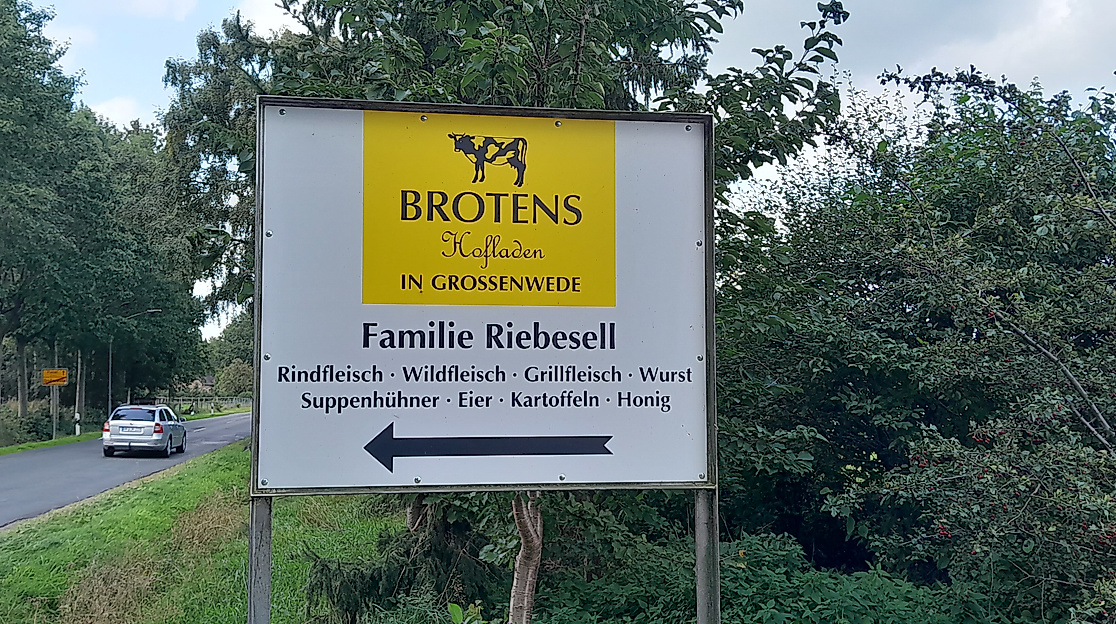 BROTENS
Hofladen
IN GROSSENWEDE
Familie Riebesell
Rindfleisch · Wildfleisch · Grillfleisch · Wurst
Suppenhühner · Eier · Kartoffeln · Honig